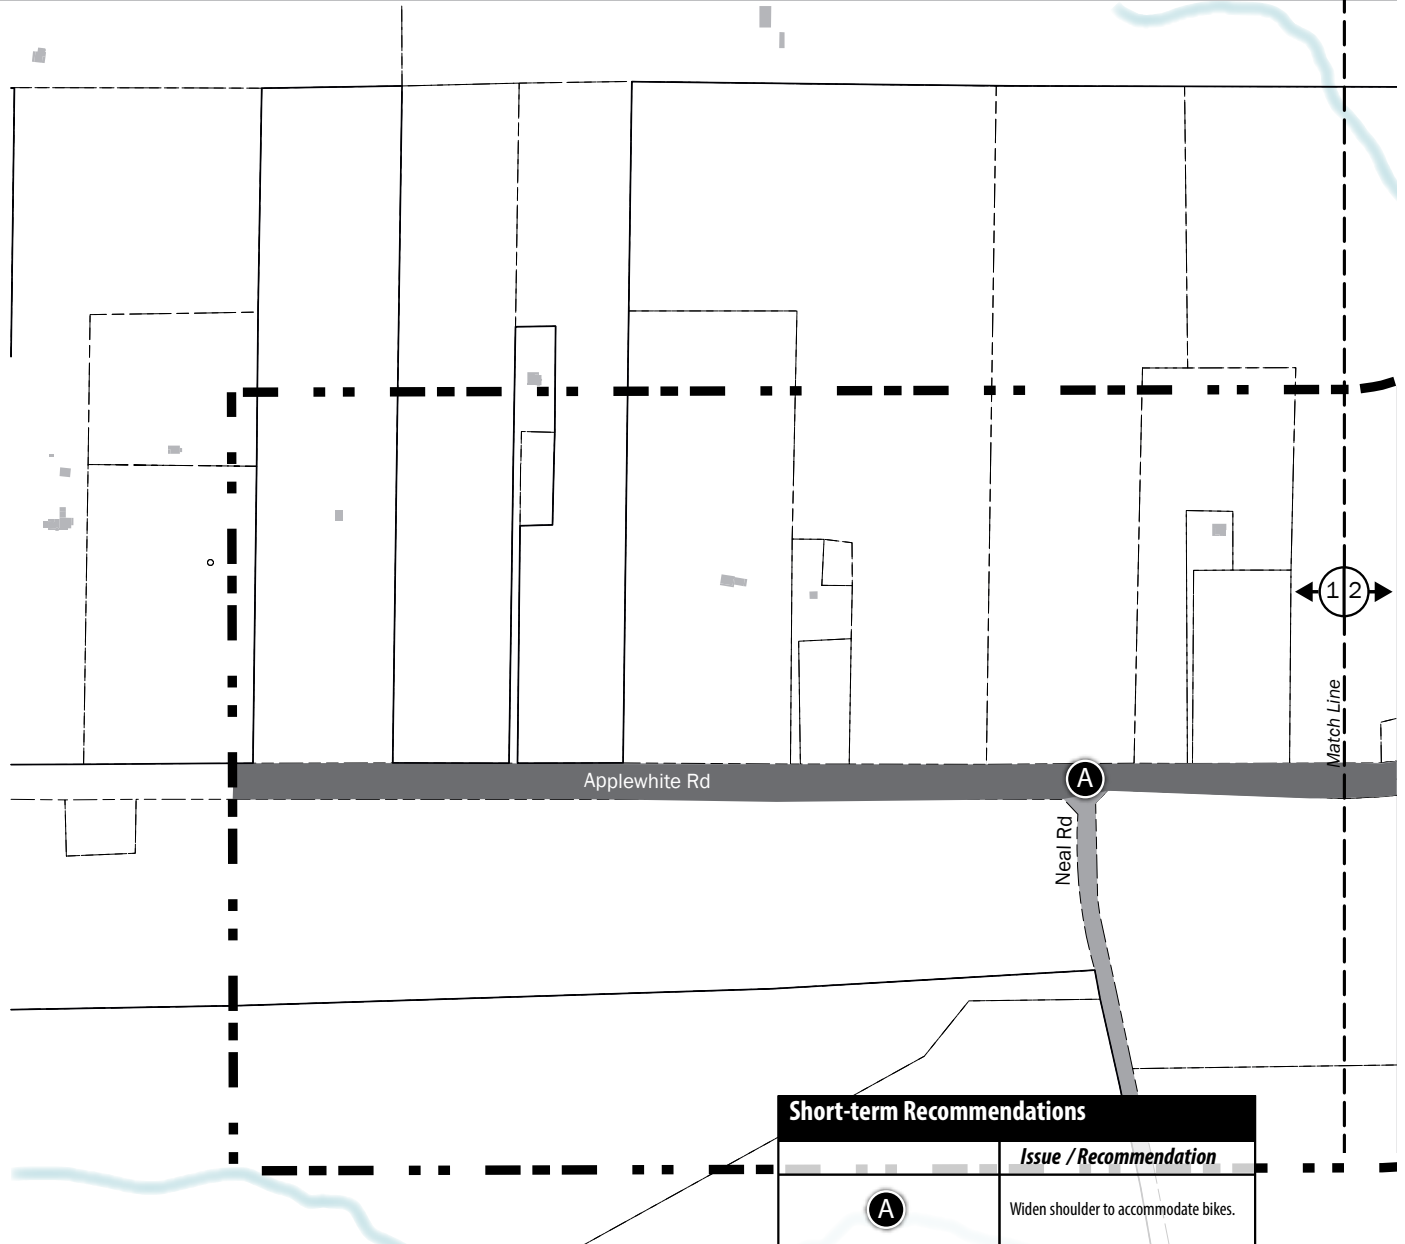 1 2
Match Line
Applewhite Rd
A
Neal Rd
Short-term Recommendations
Issue / Recommendation
A
Widen shoulder to accommodate bikes.